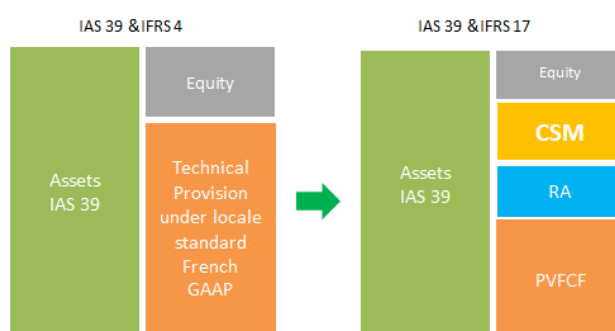 IAS 39 &IFRS 4
Assets
IAS 39
Equity
Technical
Provision
under locale
standard
French
GAAP
IAS 39 &IFRS 17
Assets
IAS 39
Equity
CSM
RA
PVFCF